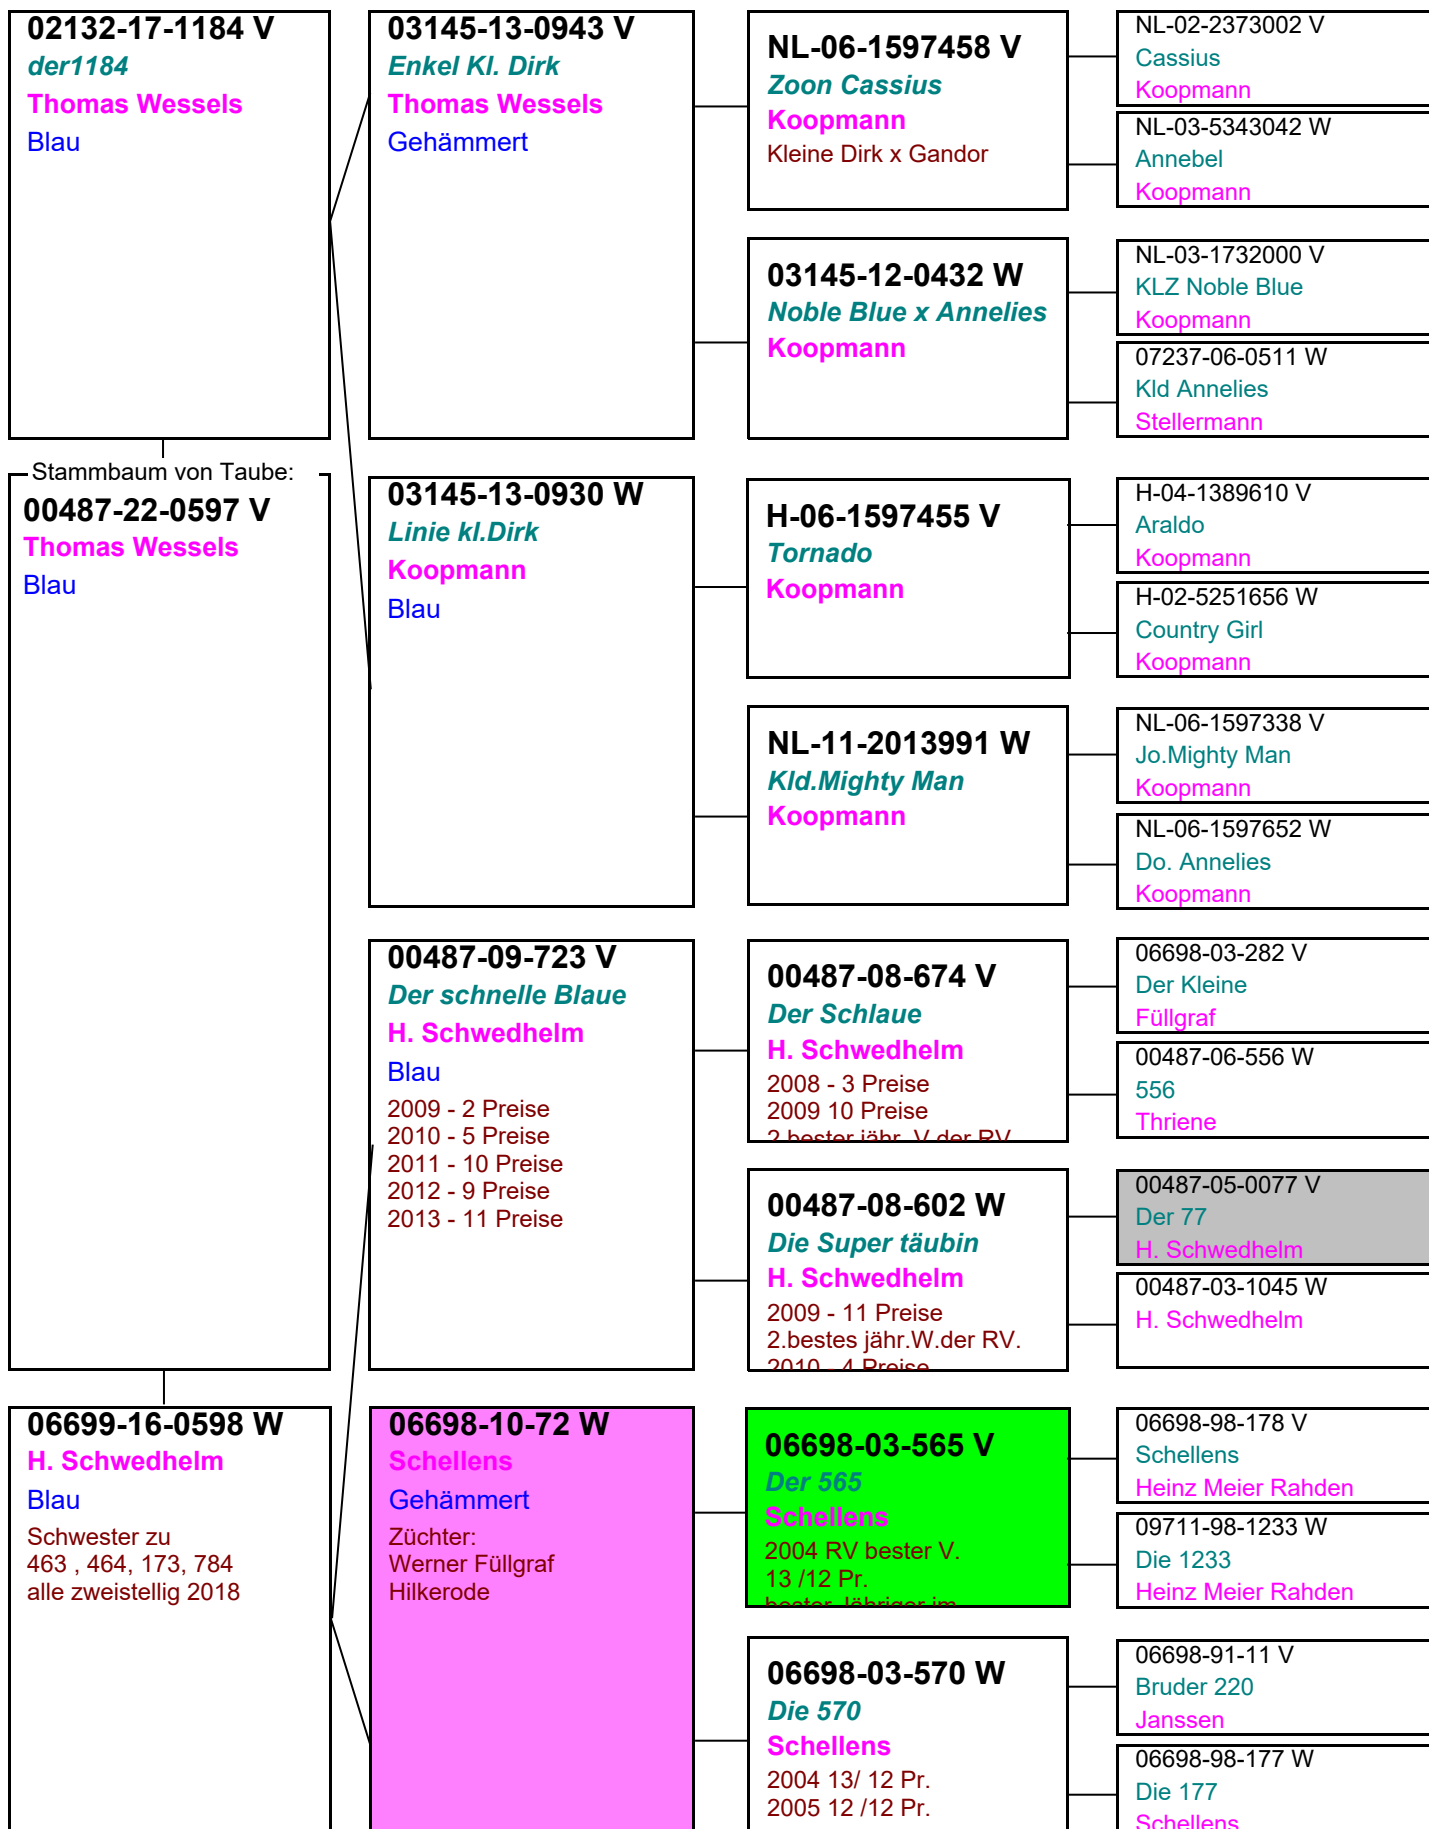 02132-17-1184 V
der1184
Thomas Wessels
Blau
Stammbaum von Taube:
00487-22-0597 V
Thomas Wessels
Blau
06699-16-0598 W
H. Schwedhelm
Blau
Schwester zu
463 , 464, 173, 784
alle zweistellig 2018
03145-13-0943 V
Enkel Kl. Dirk
Thomas Wessels
Gehämmert
03145-13-0930 W
Linie kl.Dirk
Koopmann
Blau
00487-09-723 V
Der schnelle Blaue
H. Schwedhelm
Blau
2009 - 2 Preise
2010 - 5 Preise
2011 - 10 Preise
2012 - 9 Preise
2013 - 11 Preise
06698-10-72 W
Schellens
Gehämmert
Züchter:
Werner Füllgraf
Hilkerode
NL-06-1597458 V
Zoon Cassius
Koopmann
Kleine Dirk x Gandor
03145-12-0432 W
Noble Blue x Annelies
Koopmann
H-06-1597455 V
Tornado
Koopmann
NL-11-2013991 W
Kld.Mighty Man
Koopmann
00487-08-674 V
Der Schlaue
H. Schwedhelm
2008 - 3 Preise
2009 10 Preise
2.bester jähr. V der RV
00487-08-602 W
Die Super täubin
H. Schwedhelm
2009 - 11 Preise
2.bestes jähr.W.der RV.
2010 - 4 Preise
06698-03-565 V
Der 565
Schellens
2004 RV bester V.
13 /12 Pr.
bester Jähriger im
06698-03-570 W
Die 570
Schellens
2004 13/ 12 Pr.
2005 12 /12 Pr.
NL-02-2373002 V
Cassius
Koopmann
NL-03-5343042 W
Annebel
Koopmann
NL-03-1732000 V
KLZ Noble Blue
Koopmann
07237-06-0511 W
Kld Annelies
Stellermann
H-04-1389610 V
Araldo
Koopmann
H-02-5251656 W
Country Girl
Koopmann
NL-06-1597338 V
Jo.Mighty Man
Koopmann
NL-06-1597652 W
Do. Annelies
Koopmann
06698-03-282 V
Der Kleine
Füllgraf
00487-06-556 W
556
Thriene
00487-05-0077 V
Der 77
H. Schwedhelm
00487-03-1045 W
H. Schwedhelm
06698-98-178 V
Schellens
Heinz Meier Rahden
09711-98-1233 W
Die 1233
Heinz Meier Rahden
06698-91-11 V
Bruder 220
Janssen
06698-98-177 W
Die 177
Schellens